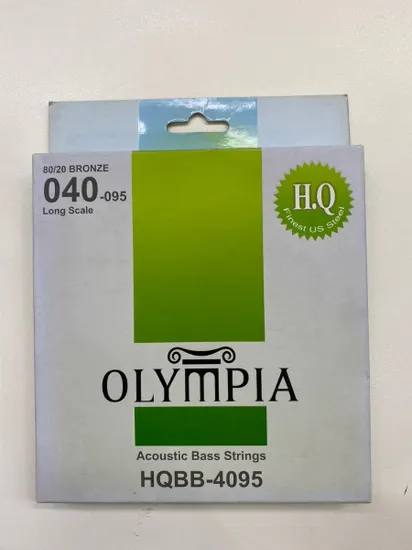 80/20 BRONZE
040-095
Long Scale
H.Q
Finest US Steel
OLYMPIA
Acoustic Bass Strings
HQBB-4095